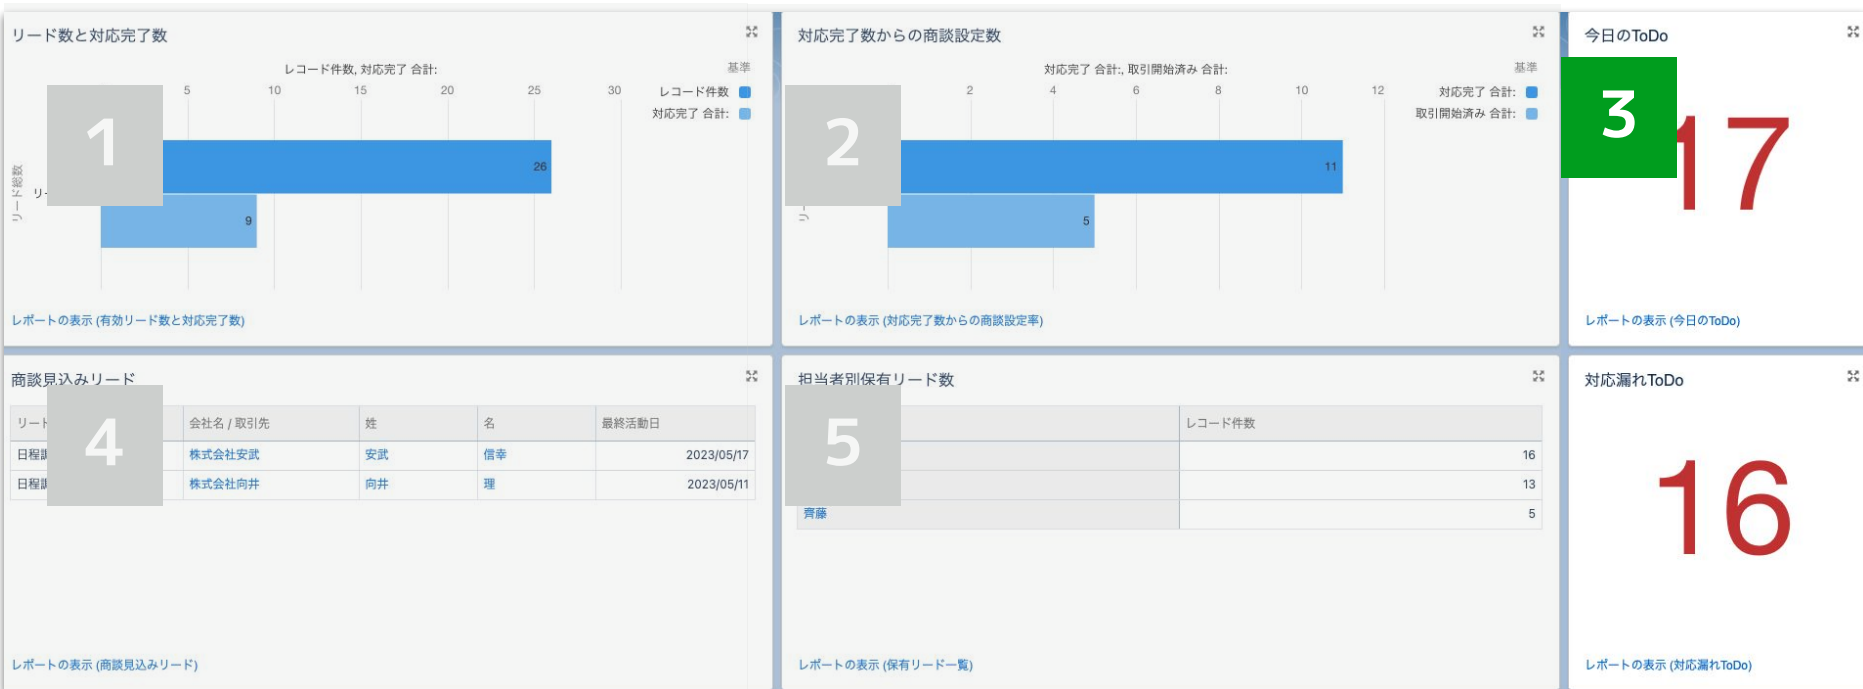 リード数と対応完了数
レコード件数, 対応完了 合計:
基準
5 10 15 20 25 30
レコード件数
対応完了 合計:
1
リード総数
26
9
レポートの表示 (有効リード数と対応完了数)
対応完了数からの商談設定数
対応完了 合計:, 取引開始済み 合計:
基準
2 4 6 8 10 12
対応完了 合計:
取引開始済み 合計:
2
11
5
レポートの表示 (対応完了数からの商談設定率)
今日のToDo
3
17
レポートの表示 (今日のToDo)
商談見込みリード
4
会社名 / 取引先 姓 名 最終活動日
株式会社安武 安武 信幸 2023/05/17
株式会社向井 向井 理 2023/05/11
レポートの表示 (商談見込みリード)
担当者別保有リード数
5
レコード件数
16
13
齊藤 5
レポートの表示 (保有リード一覧)
対応漏れToDo
16
レポートの表示 (対応漏れToDo)